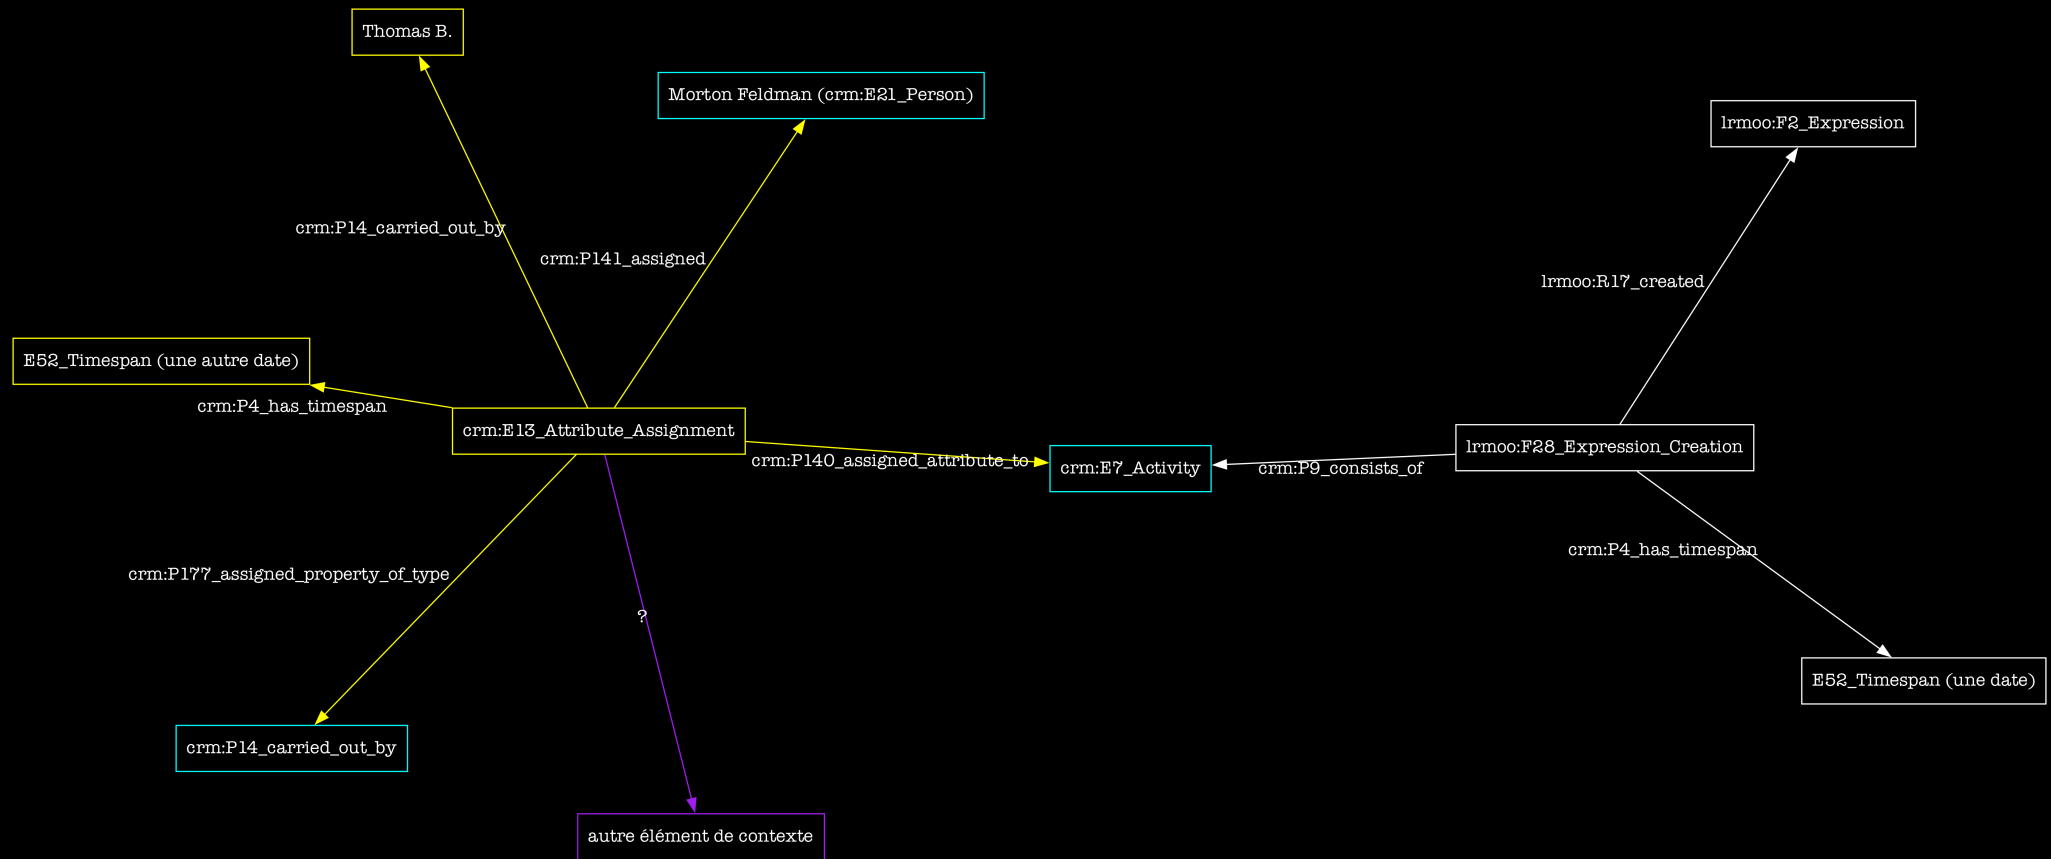 Thomas B.
Morton Feldman (crm:E21_Person)
lrmoo:F2_Expression
crm:P14_carried_out_by
crm:P141_assigned
lrmoo:R17_created
E52_Timespan (une autre date)
crm:P4_has_timespan
crm:E13_Attribute_Assignment
crm:P140_assigned_attribute_to
crm:E7_Activity
crm:P9_consists_of
lrmoo:F28_Expression_Creation
crm:P4_has_timespan
crm:P177_assigned_property_of_type
?
E52_Timespan (une date)
crm:P14_carried_out_by
autre élément de contexte